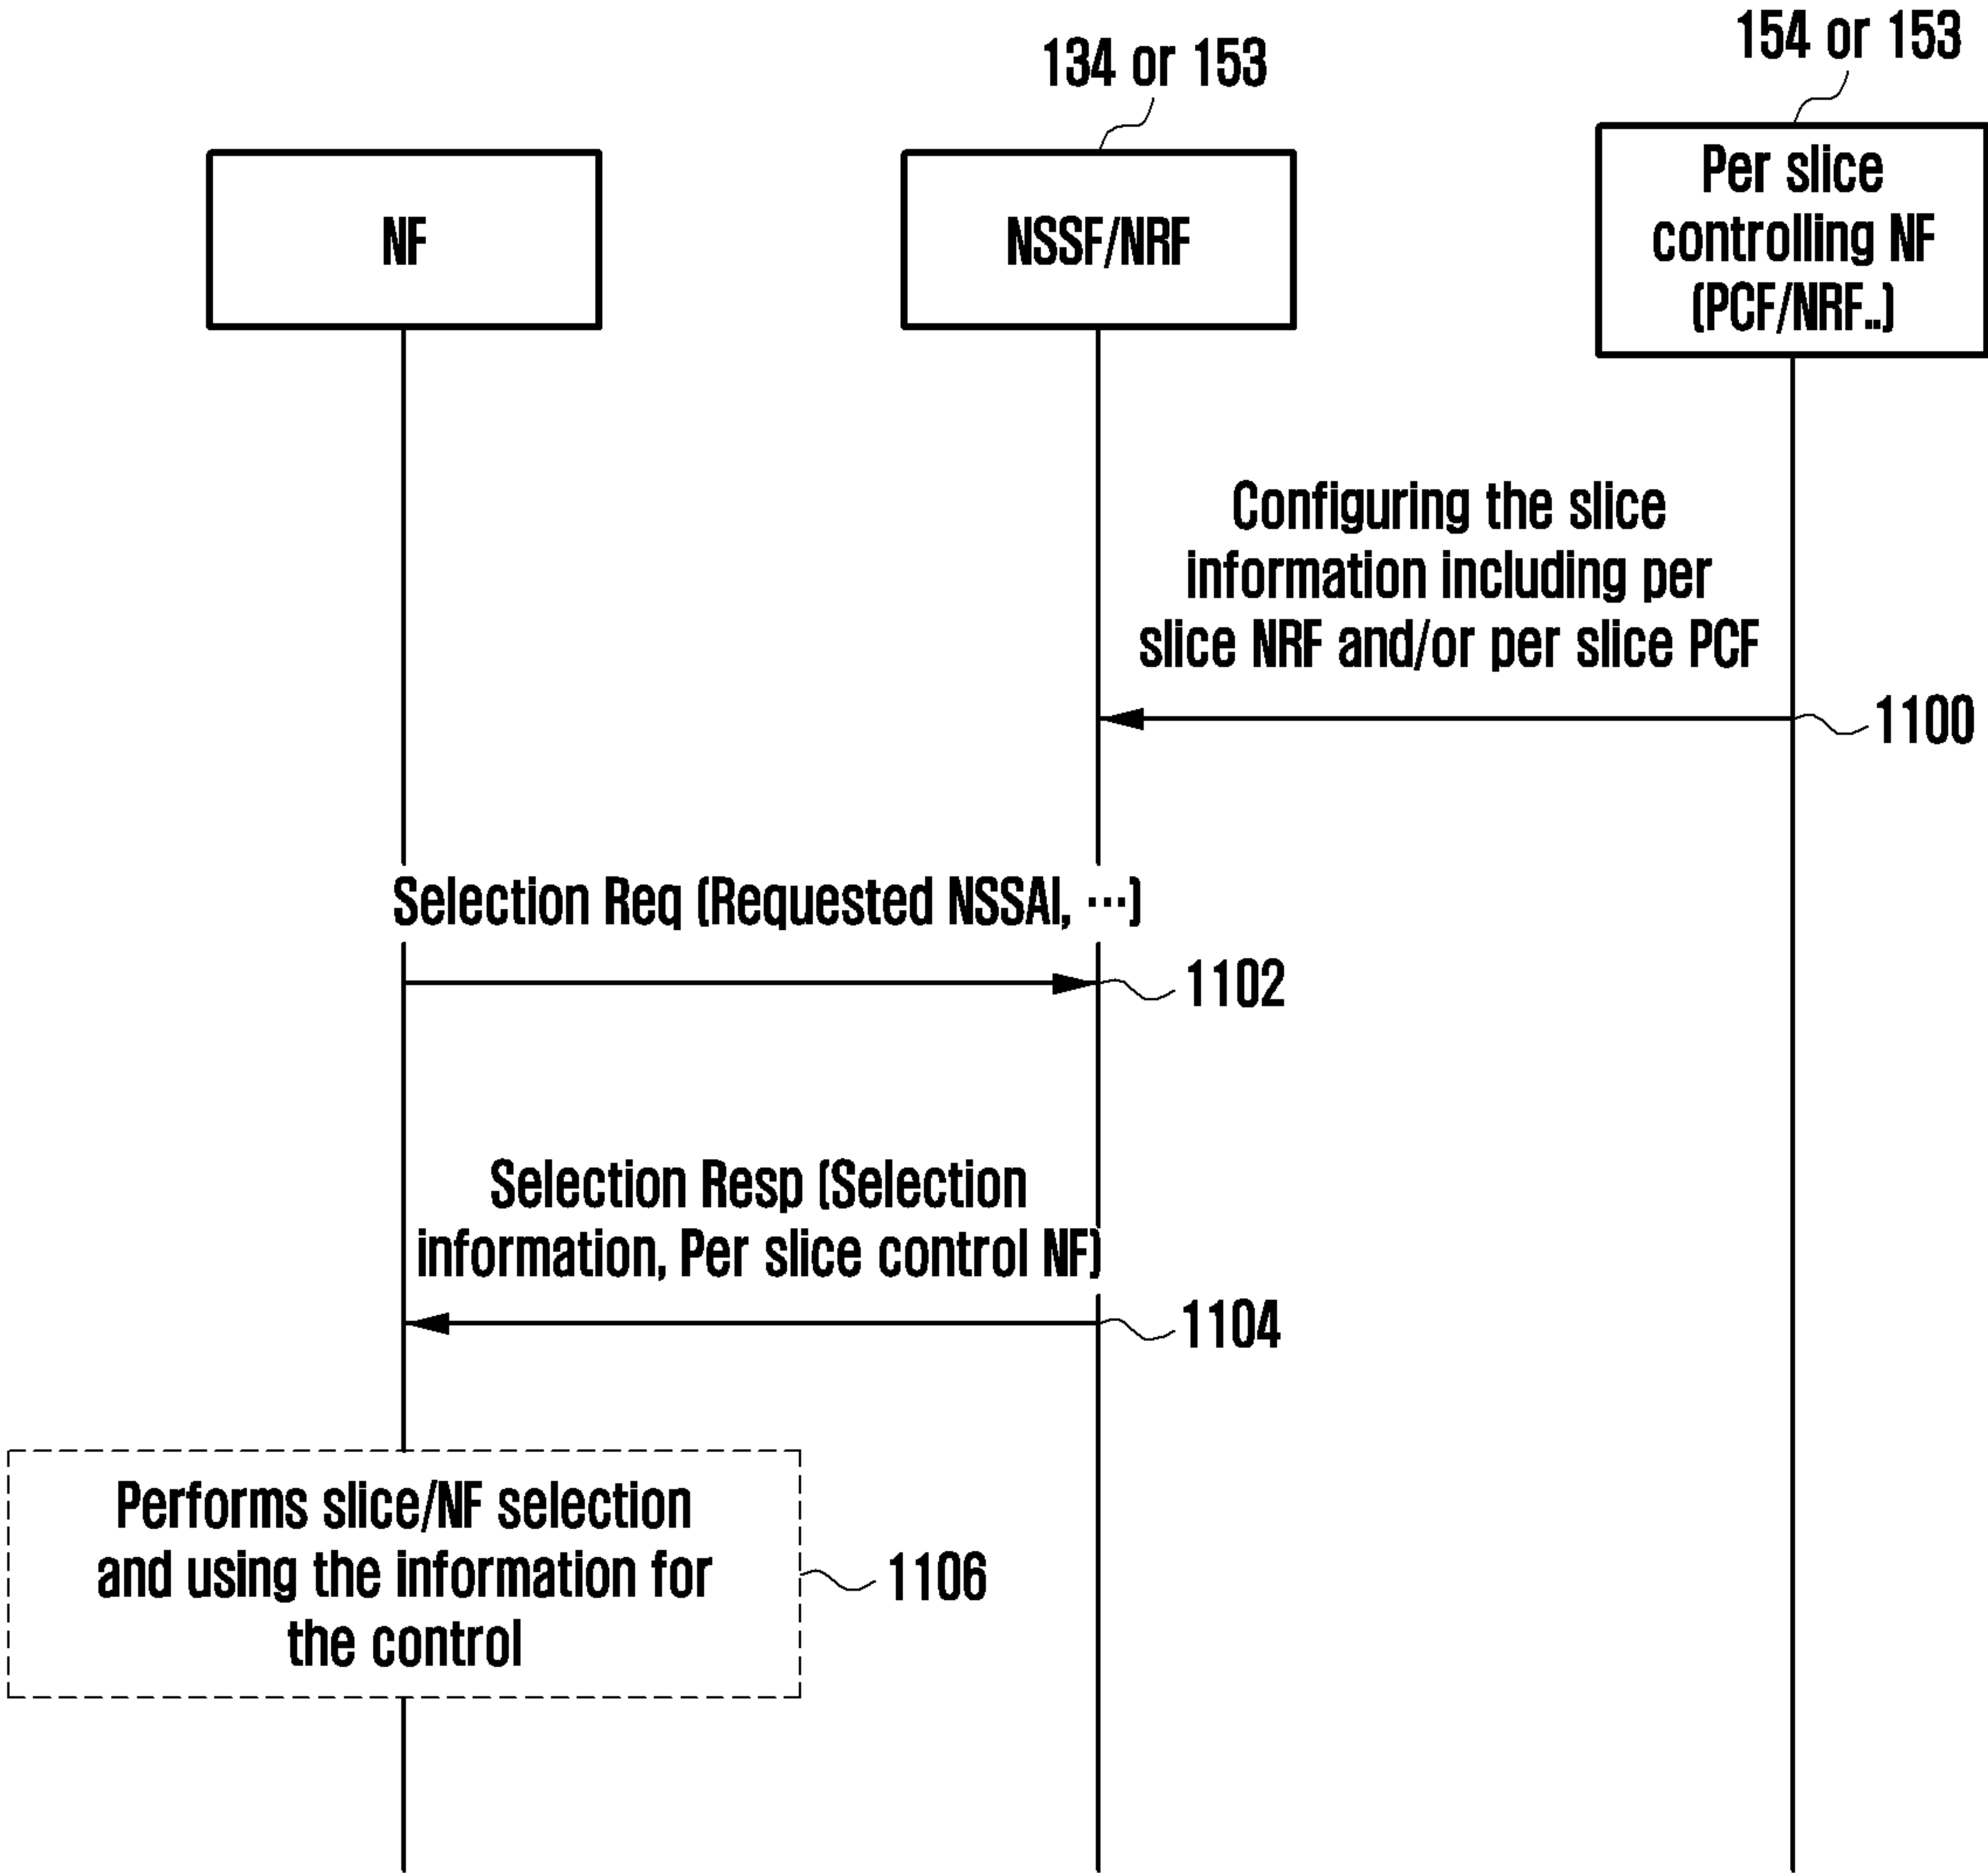 134 or 153
154 or 153
NF
NSSF/NRF
Per slice
controlling NF
(PCF/NRF..)
Configuring the slice
information including per
slice NRF and/or per slice PCF
1100
Selection Req (Requested NSSAI, ···)
1102
Selection Resp (Selection
information, Per slice control NF)
1104
Performs slice/NF selection
and using the information for
the control
1106